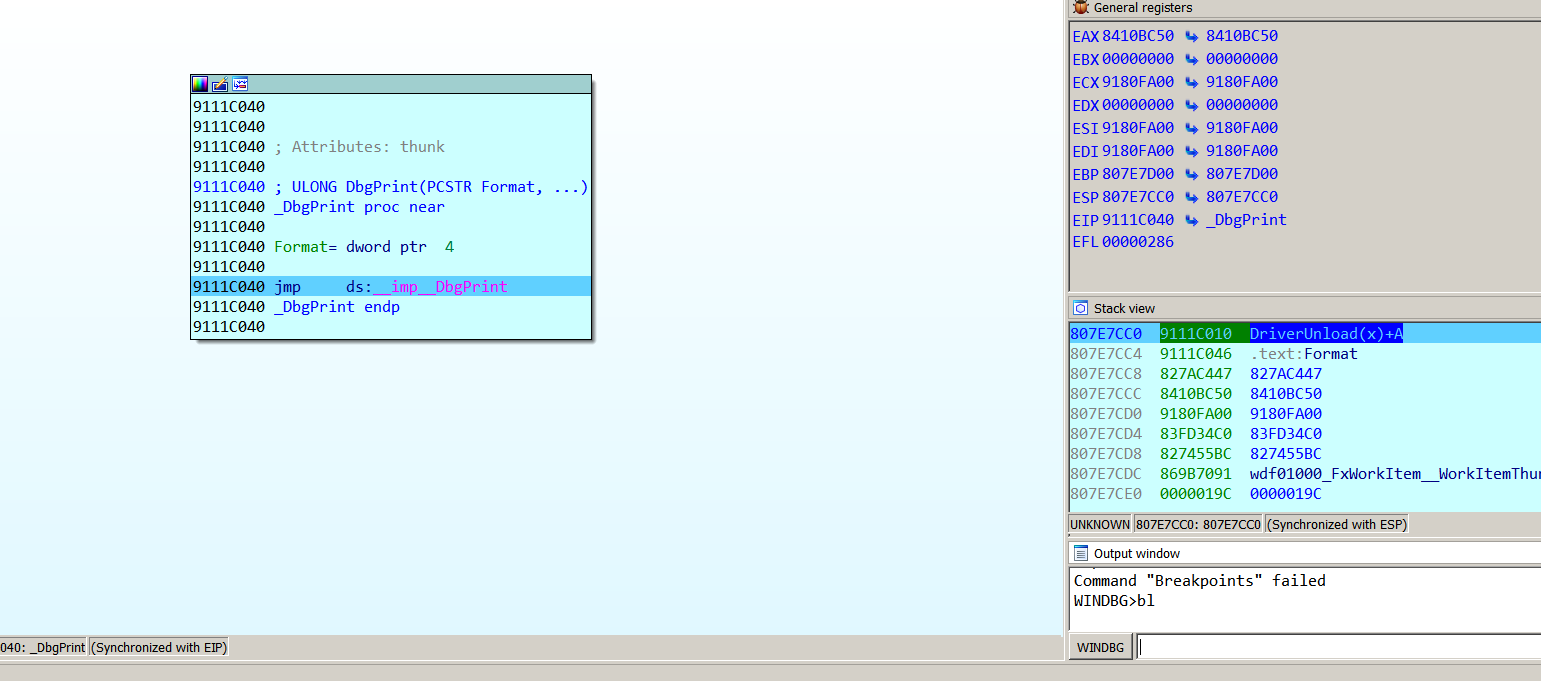 General registers
EAX 8410BC50 8410BC50
EBX 00000000 00000000
ECX 9180FA00 9180FA00
EDX 00000000 00000000
ESI 9180FA00 9180FA00
EDI 9180FA00 9180FA00
EBP 807E7D00 807E7D00
ESP 807E7CC0 807E7CC0
EIP 9111C040 _DbgPrint
EFL 00000286
9111C040
9111C040
9111C040 ; Attributes: thunk
9111C040
9111C040 ; ULONG DbgPrint(PCSTR Format, ...)
9111C040 _DbgPrint proc near
9111C040
9111C040 Format= dword ptr  4
9111C040
9111C040 jmp     ds:__imp__DbgPrint
9111C040 _DbgPrint endp
9111C040
Stack view
807E7CC0 9111C010 DriverUnload(x)+A
807E7CC4 9111C046 .text:Format
807E7CC8 827AC447 827AC447
807E7CCC 8410BC50 8410BC50
807E7CD0 9180FA00 9180FA00
807E7CD4 83FD34C0 83FD34C0
807E7CD8 827455BC 827455BC
807E7CDC 869B7091 wdf01000_FxWorkItem__WorkItemThu
807E7CE0 0000019C 0000019C
UNKNOWN 807E7CC0: 807E7CC0 (Synchronized with ESP)
Output window
Command "Breakpoints" failed
WINDBG>bl
WINDBG
040: _DbgPrint (Synchronized with EIP)